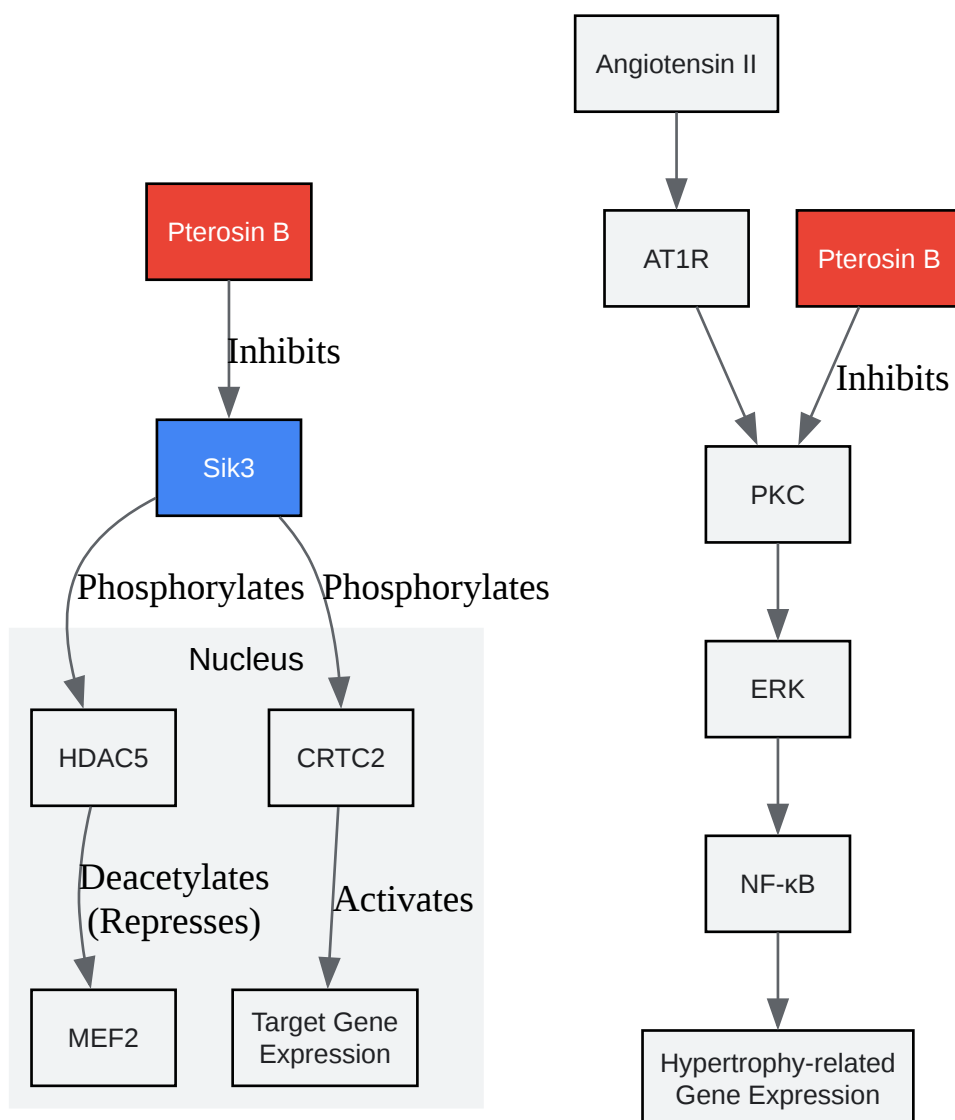 Pterosin B
Inhibits
Sik3
Phosphorylates
Phosphorylates
Nucleus
HDAC5
CRTC2
Deacetylates
(Represses)
Activates
MEF2
Target Gene
Expression
Angiotensin II
AT1R
Pterosin B
Inhibits
PKC
ERK
NF-κB
Hypertrophy-related
Gene Expression